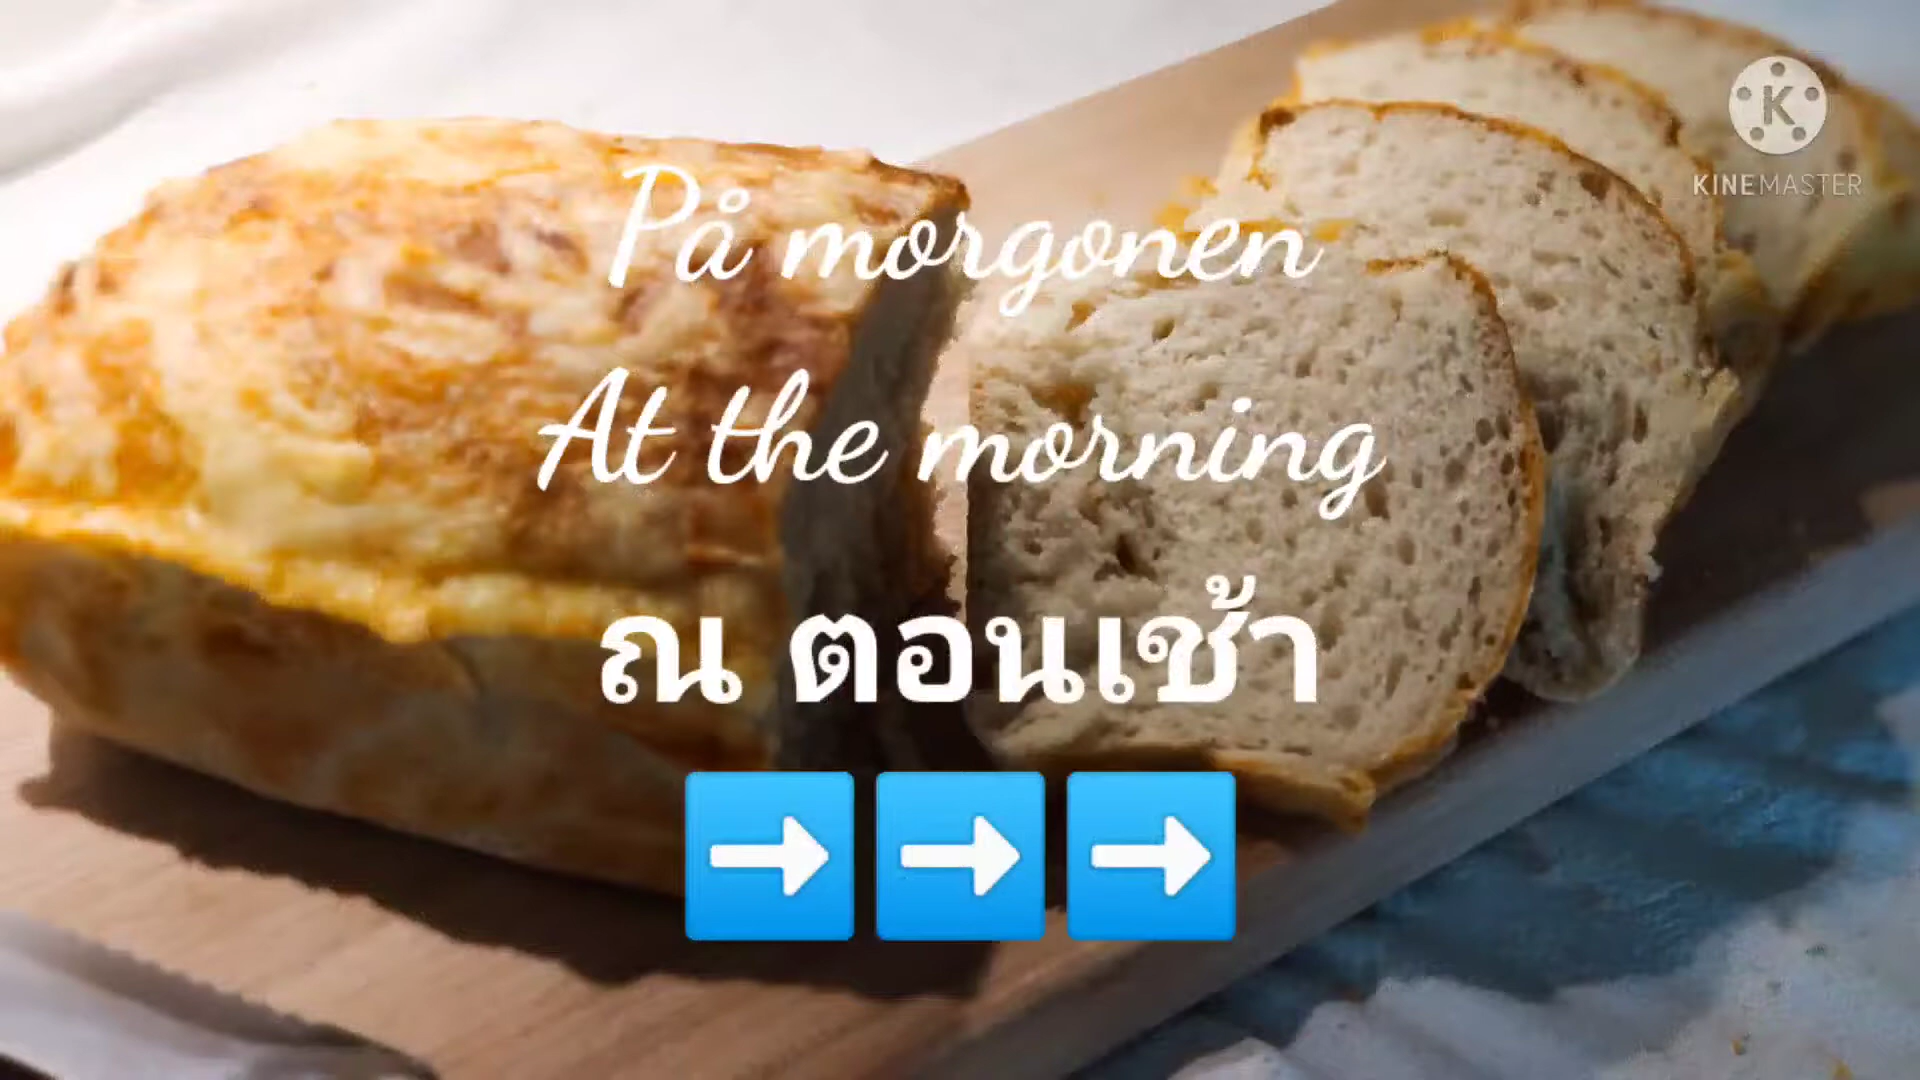 På morgonen
At the morning
ณ ตอนเช้า
K
KINEMASTER